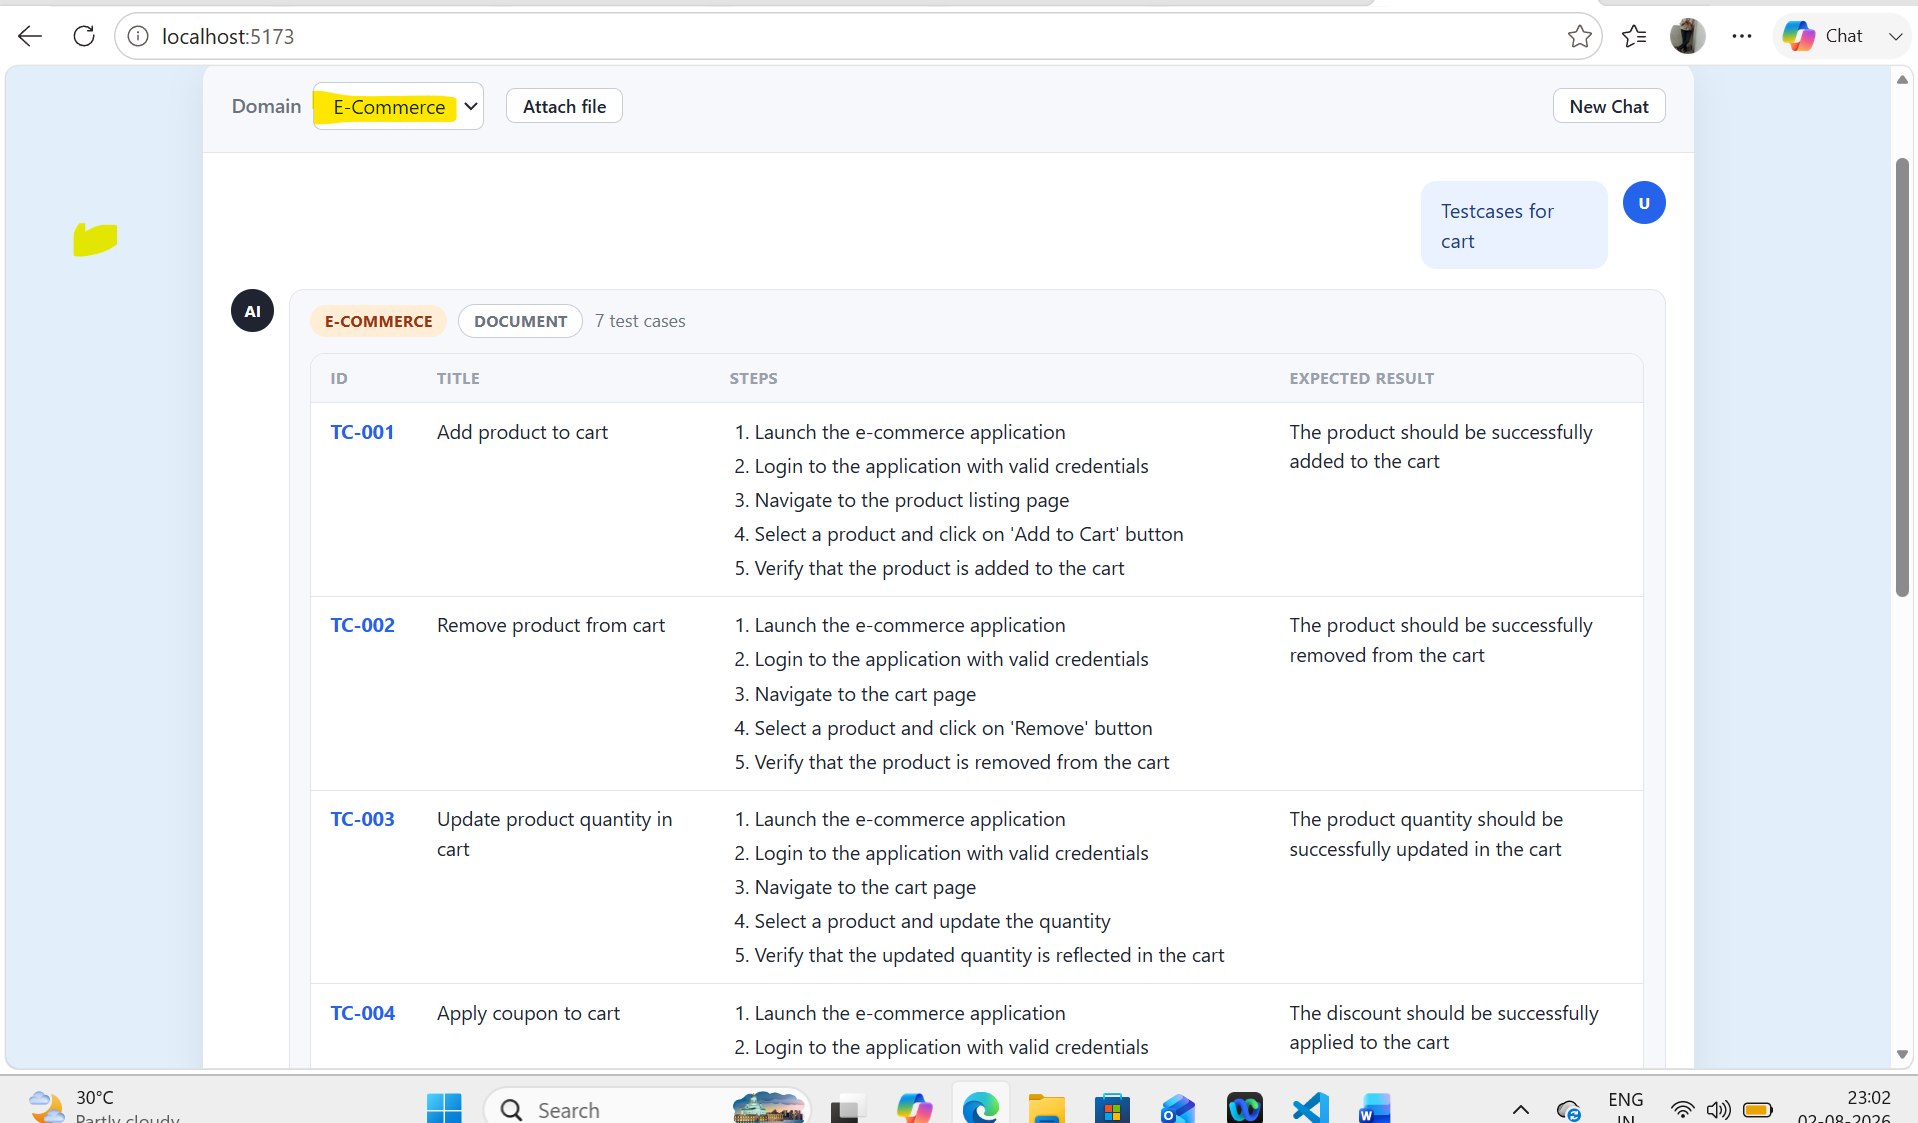 localhost:5173
Chat
Domain
E-Commerce
Attach file
New Chat
Testcases for
cart
U
AI
E-COMMERCE
DOCUMENT
7 test cases
ID TITLE STEPS EXPECTED RESULT
TC-001
Add product to cart
1. Launch the e-commerce application
2. Login to the application with valid credentials
3. Navigate to the product listing page
4. Select a product and click on 'Add to Cart' button
5. Verify that the product is added to the cart
The product should be successfully
added to the cart
TC-002
Remove product from cart
1. Launch the e-commerce application
2. Login to the application with valid credentials
3. Navigate to the cart page
4. Select a product and click on 'Remove' button
5. Verify that the product is removed from the cart
The product should be successfully
removed from the cart
TC-003
Update product quantity in
cart
1. Launch the e-commerce application
2. Login to the application with valid credentials
3. Navigate to the cart page
4. Select a product and update the quantity
5. Verify that the updated quantity is reflected in the cart
The product quantity should be
successfully updated in the cart
TC-004
Apply coupon to cart
1. Launch the e-commerce application
2. Login to the application with valid credentials
The discount should be successfully
applied to the cart
30°C
Partly cloudy
Search
ENG
IN
23:02
02-08-2026